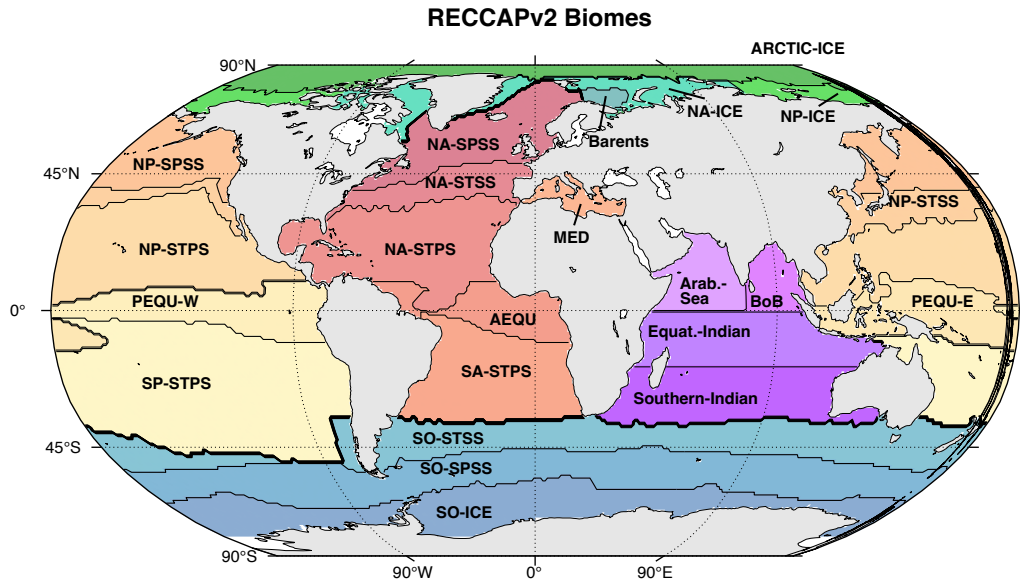 RECCAPv2 Biomes
ARCTIC-ICE
90°N
NA-ICE
NP-ICE
NA-SPSS
Barents
NP-SPSS
45°N
NA-STSS
NP-STSS
MED
NP-STPS
NA-STPS
Arab.-
Sea
BoB
PEQU-W
PEQU-E
0°
AEQU
Equat.-Indian
SP-STPS
SA-STPS
Southern-Indian
SO-STSS
45°S
SO-SPSS
SO-ICE
90°S
90°W
0°
90°E